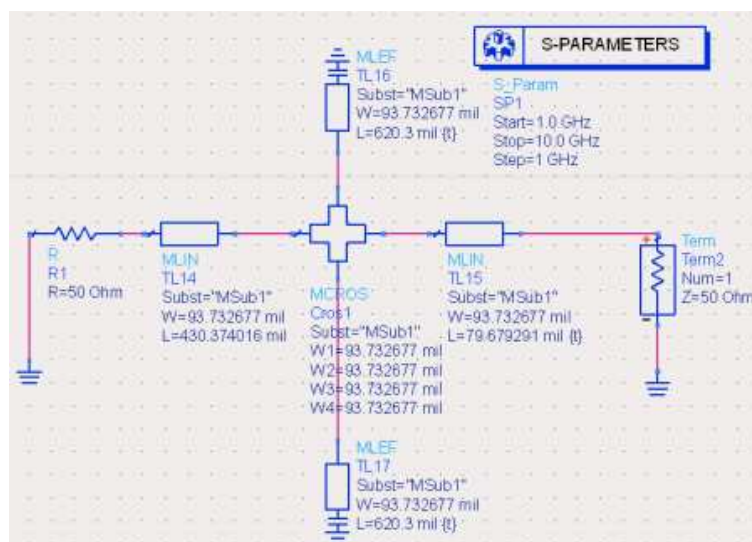 S-PARAMETERS
S_Param
SP1
Start=1.0 GHz
Stop=10.0 GHz
Step=1 GHz
MLEF
TL16
Subst="MSub1"
W=93.732677 mil
L=620.3 mil {t}
R
R1
R=50 Ohm
MLIN
TL14
Subst="MSub1"
W=93.732677 mil
L=430.374016 mil
MCROS
Cros1
Subst="MSub1"
W1=93.732677 mil
W2=93.732677 mil
W3=93.732677 mil
W4=93.732677 mil
MLIN
TL15
Subst="MSub1"
W=93.732677 mil
L=79.679291 mil {t}
Term
Term2
Num=1
Z=50 Ohm
MLEF
TL17
Subst="MSub1"
W=93.732677 mil
L=620.3 mil {t}